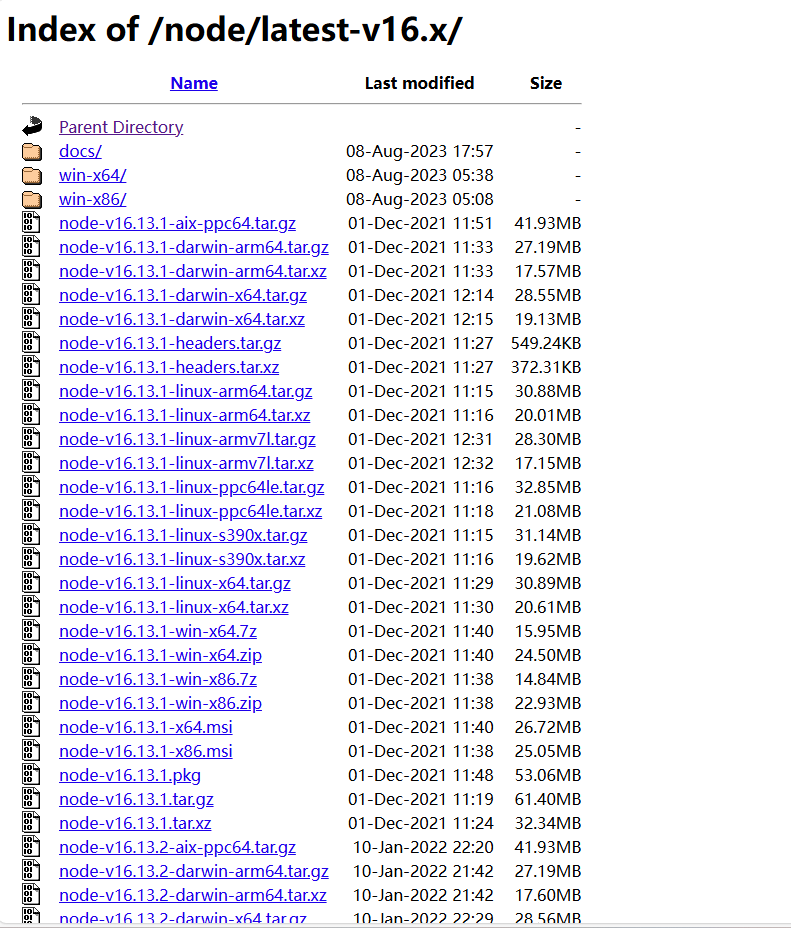 Index of /node/latest-v16.x/
Name Last modified Size
Parent Directory -
docs/ 08-Aug-2023 17:57 -
win-x64/ 08-Aug-2023 05:38 -
win-x86/ 08-Aug-2023 05:08 -
node-v16.13.1-aix-ppc64.tar.gz 01-Dec-2021 11:51 41.93MB
node-v16.13.1-darwin-arm64.tar.gz 01-Dec-2021 11:33 27.19MB
node-v16.13.1-darwin-arm64.tar.xz 01-Dec-2021 11:33 17.57MB
node-v16.13.1-darwin-x64.tar.gz 01-Dec-2021 12:14 28.55MB
node-v16.13.1-darwin-x64.tar.xz 01-Dec-2021 12:15 19.13MB
node-v16.13.1-headers.tar.gz 01-Dec-2021 11:27 549.24KB
node-v16.13.1-headers.tar.xz 01-Dec-2021 11:27 372.31KB
node-v16.13.1-linux-arm64.tar.gz 01-Dec-2021 11:15 30.88MB
node-v16.13.1-linux-arm64.tar.xz 01-Dec-2021 11:16 20.01MB
node-v16.13.1-linux-armv7l.tar.gz 01-Dec-2021 12:31 28.30MB
node-v16.13.1-linux-armv7l.tar.xz 01-Dec-2021 12:32 17.15MB
node-v16.13.1-linux-ppc64le.tar.gz 01-Dec-2021 11:16 32.85MB
node-v16.13.1-linux-ppc64le.tar.xz 01-Dec-2021 11:18 21.08MB
node-v16.13.1-linux-s390x.tar.gz 01-Dec-2021 11:15 31.14MB
node-v16.13.1-linux-s390x.tar.xz 01-Dec-2021 11:16 19.62MB
node-v16.13.1-linux-x64.tar.gz 01-Dec-2021 11:29 30.89MB
node-v16.13.1-linux-x64.tar.xz 01-Dec-2021 11:30 20.61MB
node-v16.13.1-win-x64.7z 01-Dec-2021 11:40 15.95MB
node-v16.13.1-win-x64.zip 01-Dec-2021 11:40 24.50MB
node-v16.13.1-win-x86.7z 01-Dec-2021 11:38 14.84MB
node-v16.13.1-win-x86.zip 01-Dec-2021 11:38 22.93MB
node-v16.13.1-x64.msi 01-Dec-2021 11:40 26.72MB
node-v16.13.1-x86.msi 01-Dec-2021 11:38 25.05MB
node-v16.13.1.pkg 01-Dec-2021 11:48 53.06MB
node-v16.13.1.tar.gz 01-Dec-2021 11:19 61.40MB
node-v16.13.1.tar.xz 01-Dec-2021 11:24 32.34MB
node-v16.13.2-aix-ppc64.tar.gz 10-Jan-2022 22:20 41.93MB
node-v16.13.2-darwin-arm64.tar.gz 10-Jan-2022 21:42 27.19MB
node-v16.13.2-darwin-arm64.tar.xz 10-Jan-2022 21:42 17.60MB
node-v16.13.2-darwin-x64.tar.gz 10-Jan-2022 22:29 28.56MB